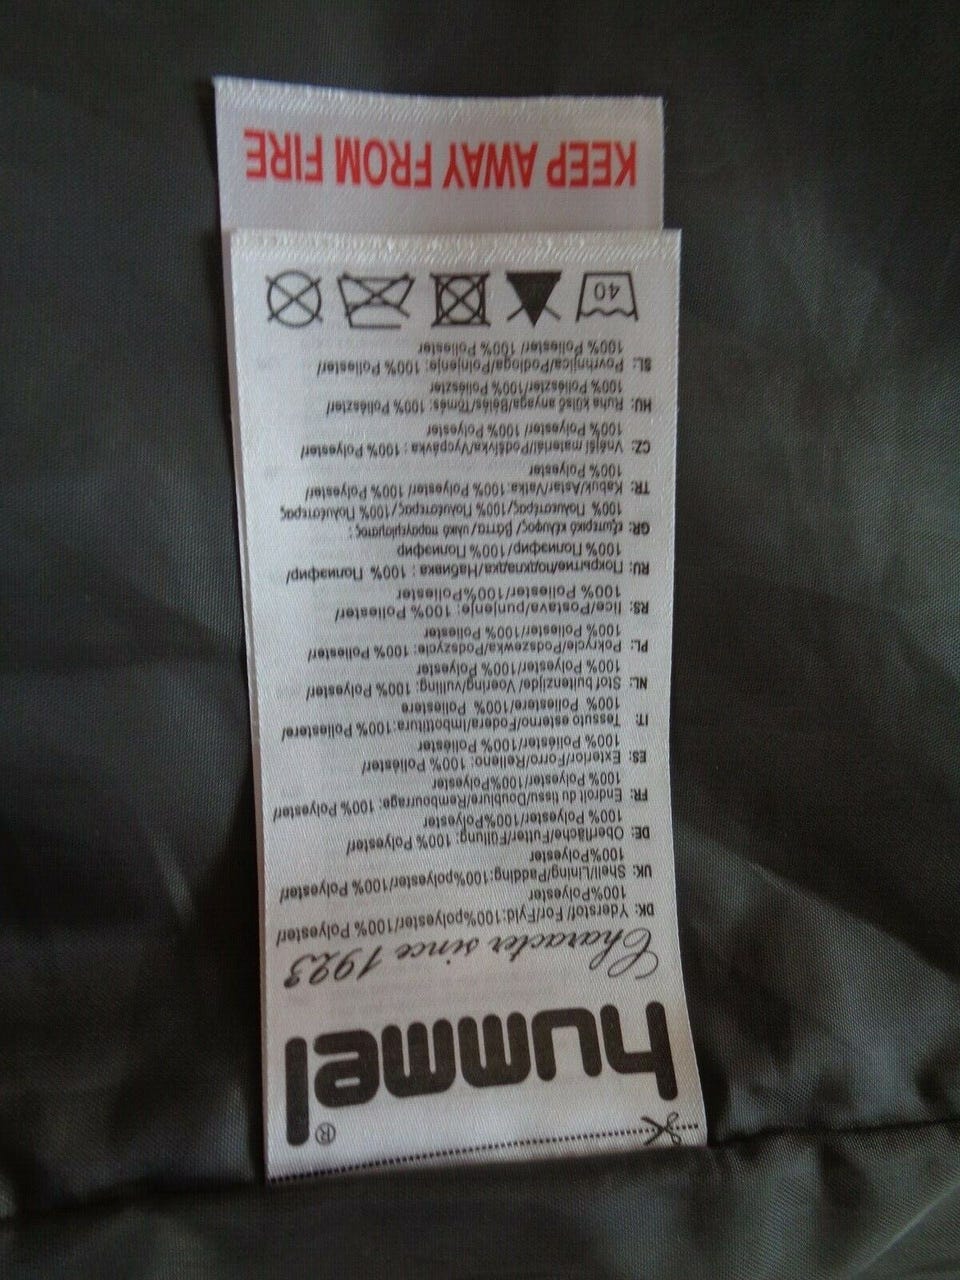 hummel®
Character since 1923
DK: Yderstof/ For/Fyld:100%polyester/100% Polyester/
100%Polyester
UK: Shell/Lining/Padding:100%polyester/100% Polyester/
100%Polyester
DE: Oberfläche/Futter/Füllung: 100% Polyester/
100% Polyester/100%Polyester
FR: Endroit du tissu/Doublure/Rembourrage: 100% Polyester/
100% Polyester/100%Polyester
ES: Exterior/Forro/Relleno: 100% Poliéster/
100% Poliéster/100% Poliéster
IT: Tessuto esterno/Fodera/Imbottitura:100% Poliestere/
100% Poliestere/100% Poliestere
NL: Stof buitenzijde/ Voering/vulling: 100% Polyester/
100% Polyester/100% Polyester
PL: Pokrycie/Podszewka/Podszycie: 100% Poliester/
100% Poliester/100% Poliester
RS: lice/Postava/punjenje: 100% Poliester/
100% Poliester/100%Poliester
RU: Покрытие/подкладка/Набивка : 100% Полиэфир/
100% Полиэфир/100% Полиэфир
GR: εξωτερικό κέλυφος/ βάττα/ υλικό παραγεμίσματος:
100% Πολυεστέρας/100% Πολυέστερας/100% Πολυέστερας
TR: Kabuk/Astar/Vatka:100% Polyester/ 100% Polyester/
100% Polyester
CZ: Vnější materiál/Podšívka/Vycpávka : 100% Polyester/
100% Polyester/ 100% Polyester
HU: Ruha külső anyaga/Bélés/Tömés: 100% Poliészter/
100% Poliészter/100% Poliészter
SL: Površnjica/Podloga/Polnjenje: 100% Poliester/
100% Poliester/ 100% Poliester
40
KEEP AWAY FROM FIRE